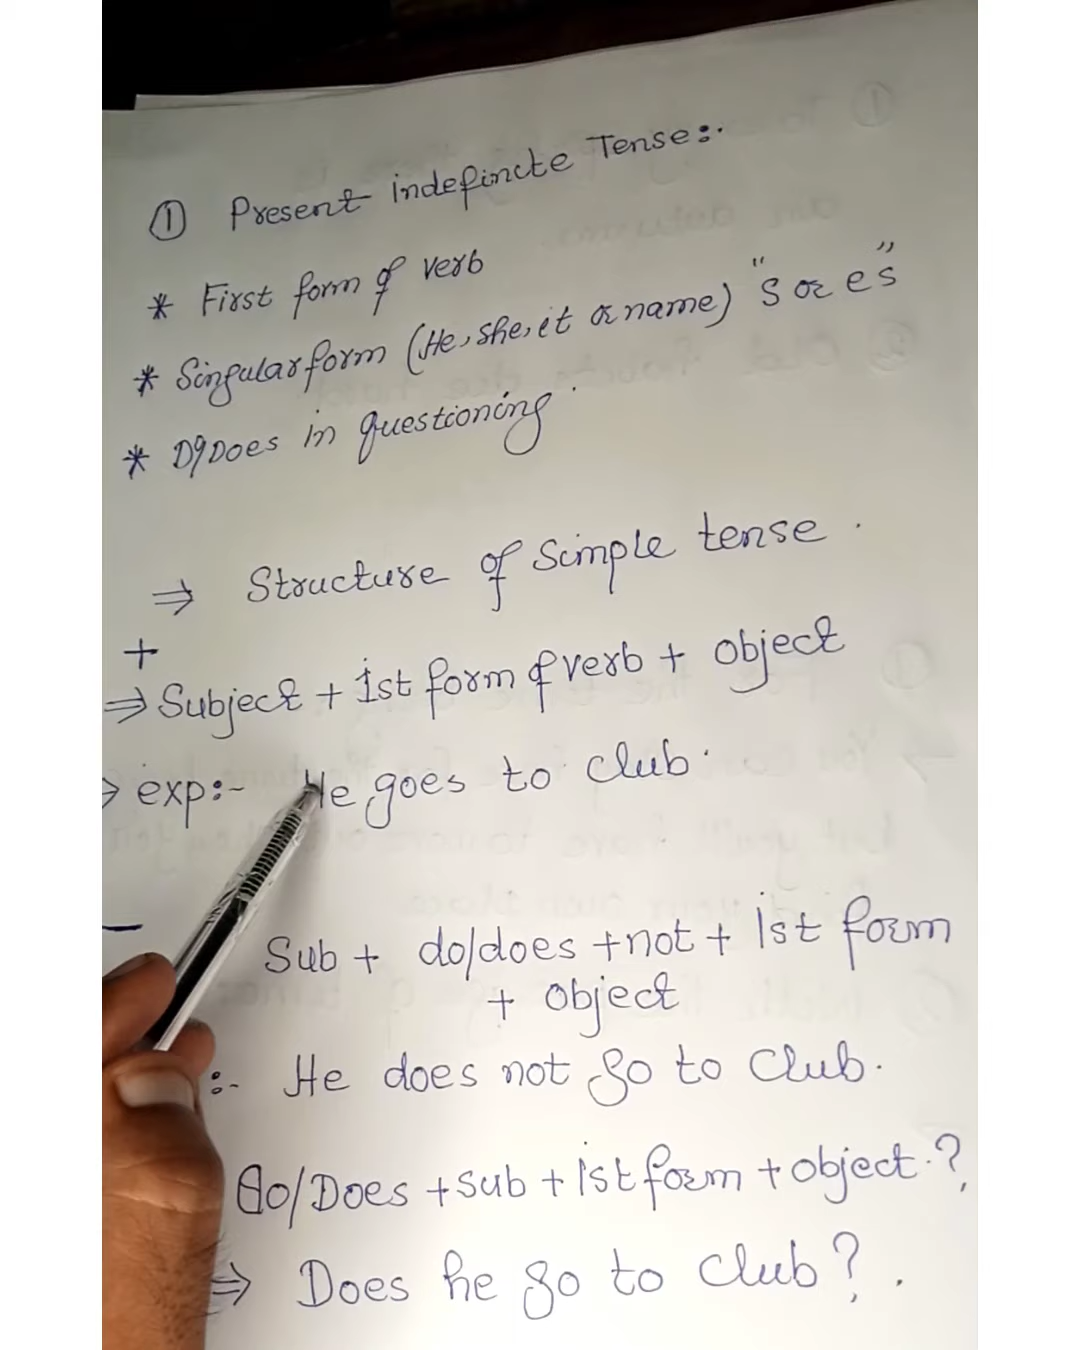 ① Present indefincte Tense:-
* First form of verb
* Singular form (He, she, it or name) "S or es"
* Do/Does in questioning
⇒ Structure of Simple tense.
+
⇒ Subject + 1st form of verb + object
→ exp:- He goes to club.
—
Sub + do/does + not + 1st form
+ object
:- He does not go to Club.
Do/Does + sub + 1st form + object.?
⇒ Does he go to club?.